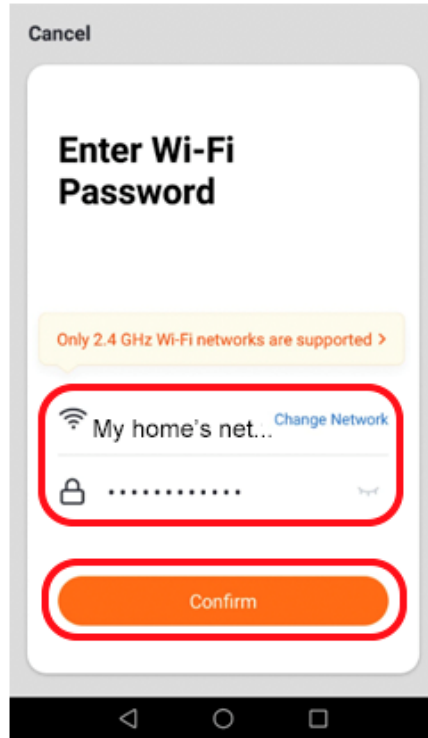 Cancel
Enter Wi-Fi
Password
Only 2.4 GHz Wi-Fi networks are supported >
My home's net... Change Network
••••••••••••
Confirm